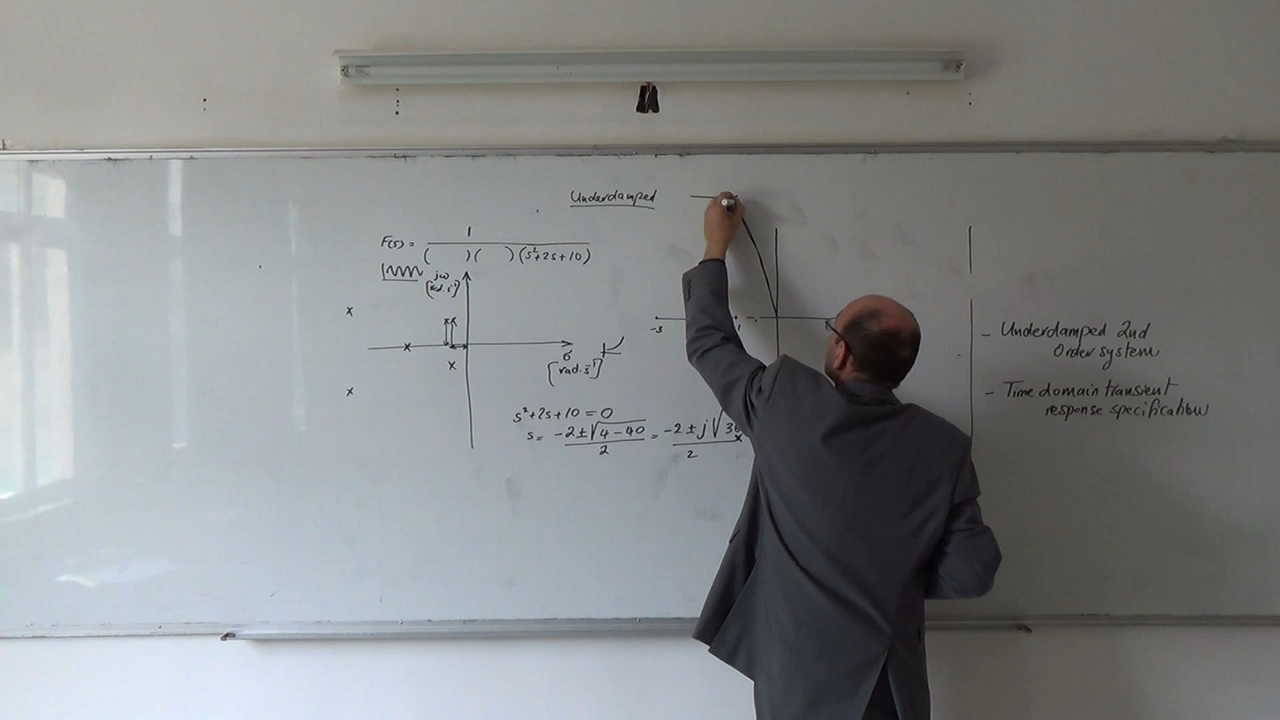 Underdamped
F(s) = 1 / ( )( )(s²+2s+10)
jω
[rad.s⁻¹]
σ
[rad.s⁻¹]
-3
1
s²+2s+10 = 0
s = -2±√4-40 / 2 = -2±j√36 / 2
- Underdamped 2nd
Order system
- Time domain transient
response specification